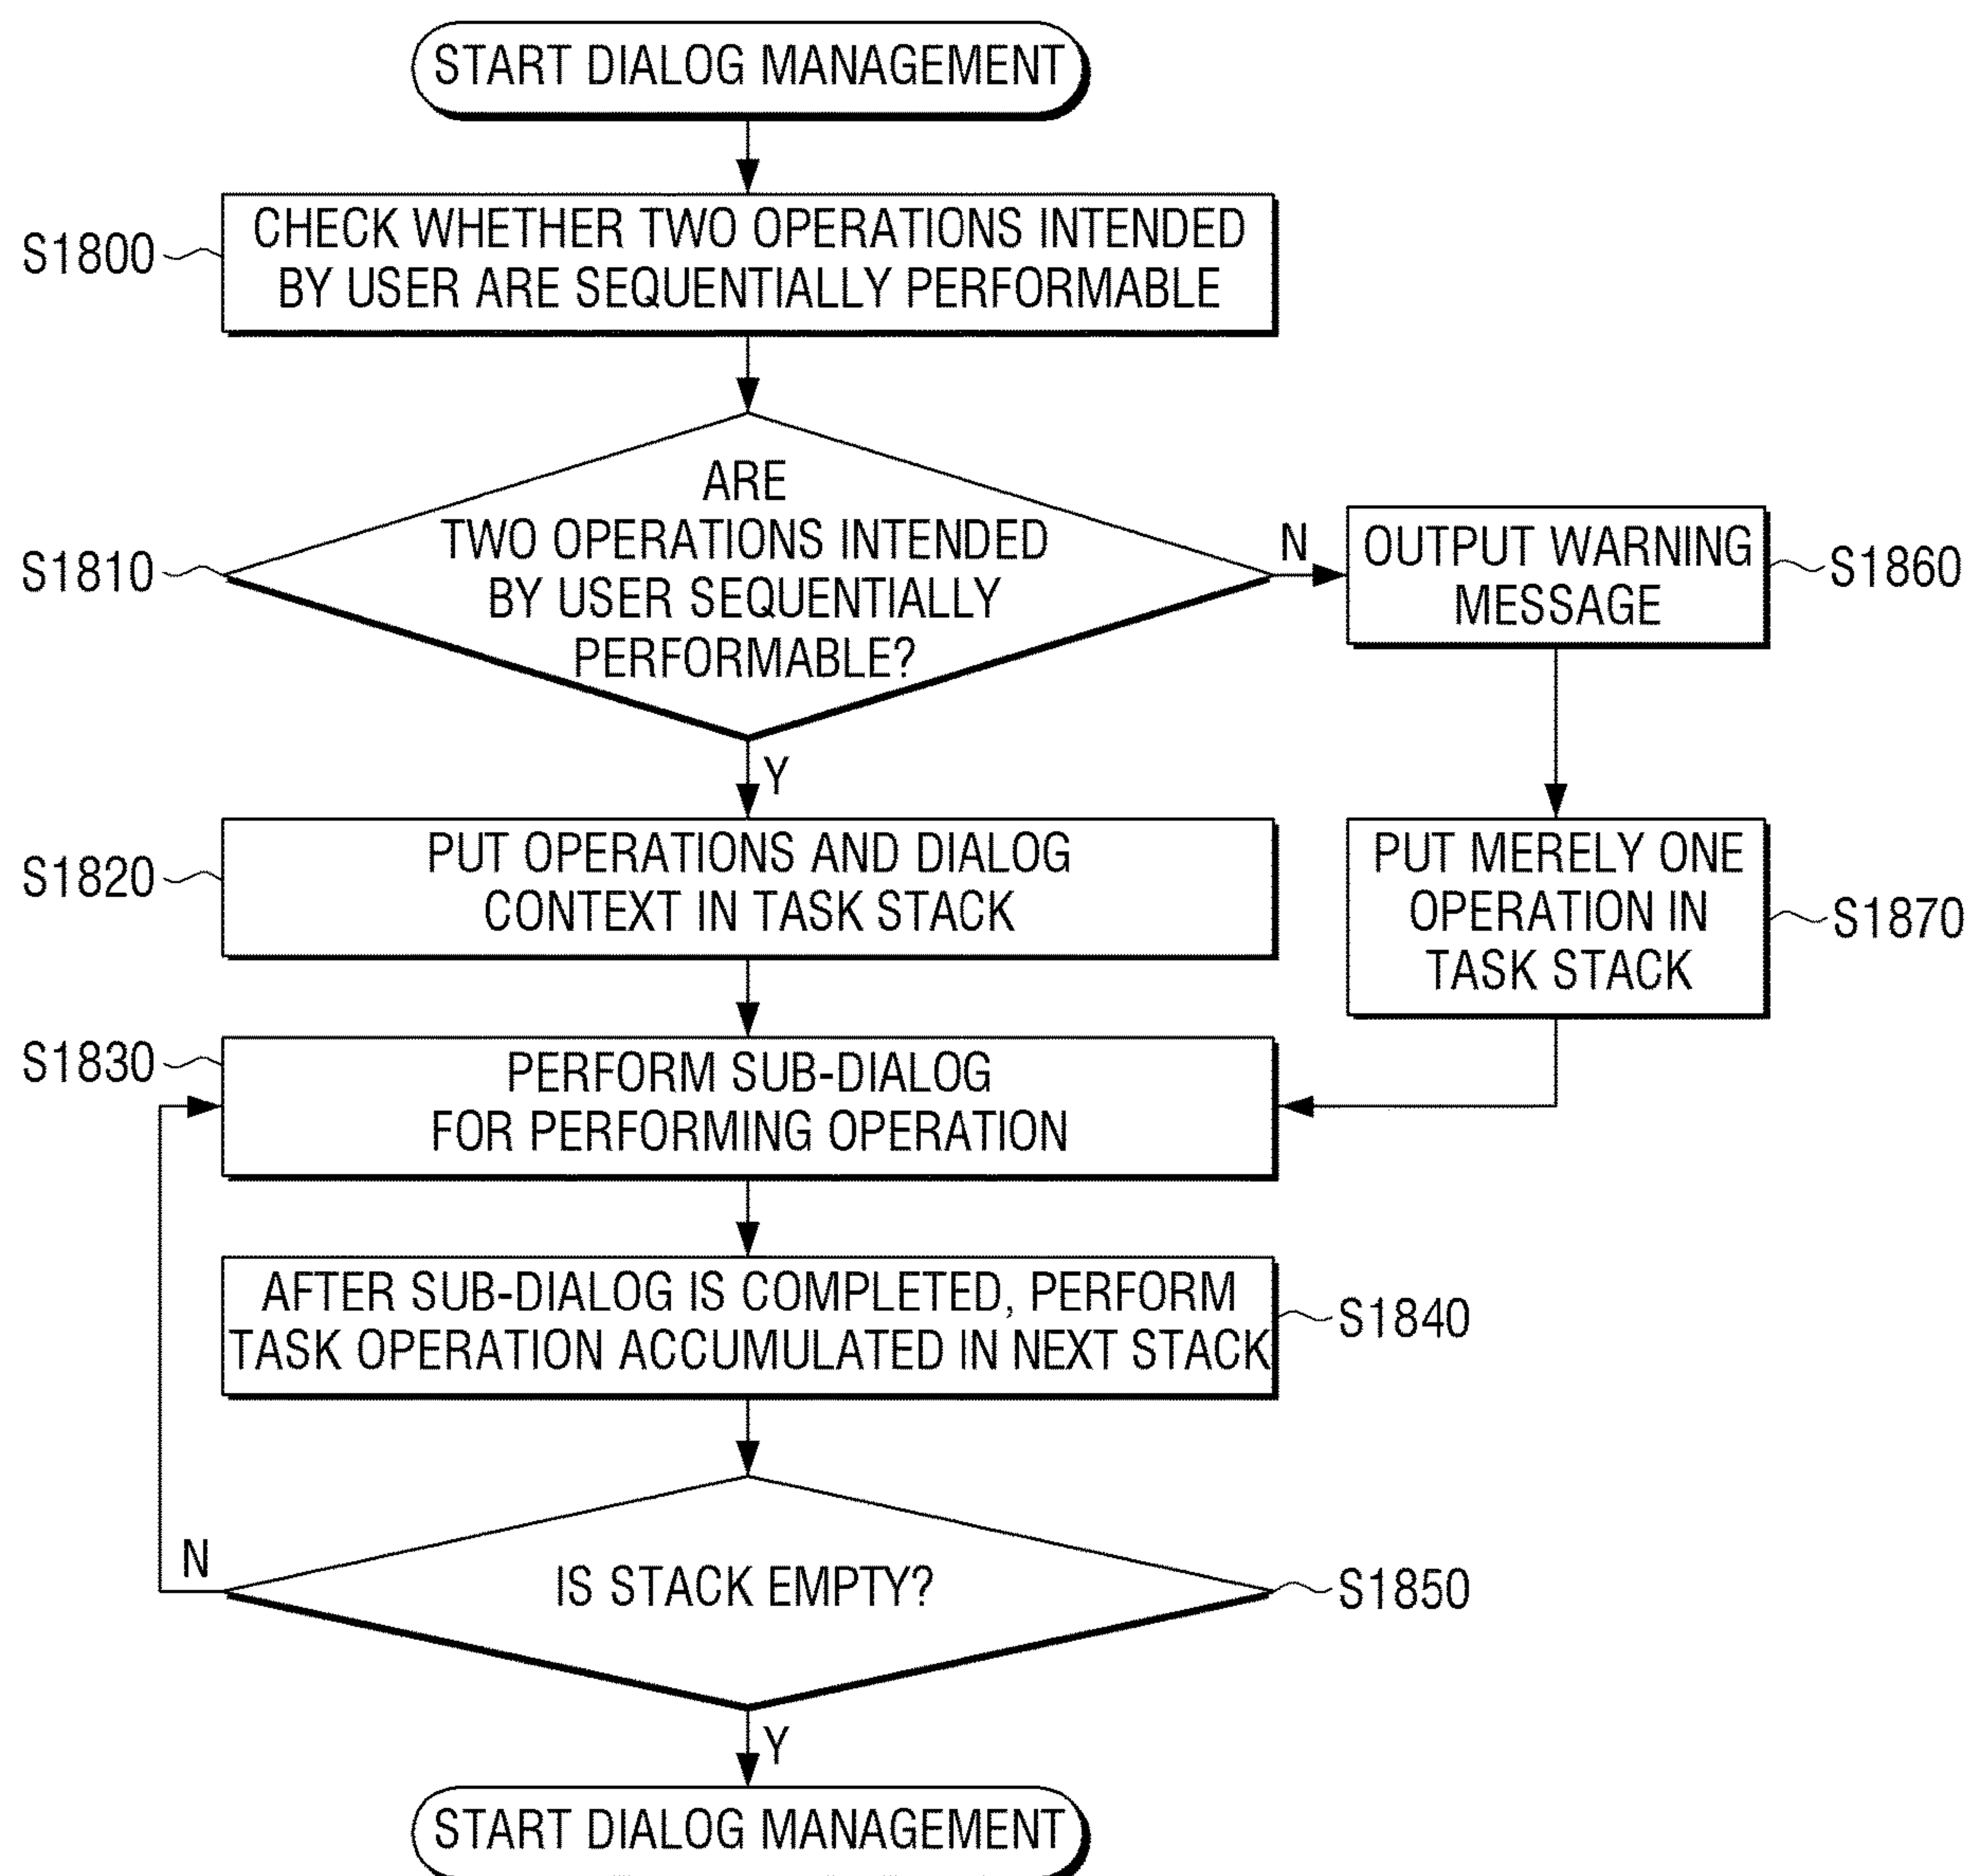 START DIALOG MANAGEMENT
S1800
CHECK WHETHER TWO OPERATIONS INTENDED
BY USER ARE SEQUENTIALLY PERFORMABLE
S1810
ARE
TWO OPERATIONS INTENDED
BY USER SEQUENTIALLY
PERFORMABLE?
N
OUTPUT WARNING
MESSAGE
S1860
Y
S1820
PUT OPERATIONS AND DIALOG
CONTEXT IN TASK STACK
PUT MERELY ONE
OPERATION IN
TASK STACK
S1870
S1830
PERFORM SUB-DIALOG
FOR PERFORMING OPERATION
AFTER SUB-DIALOG IS COMPLETED, PERFORM
TASK OPERATION ACCUMULATED IN NEXT STACK
S1840
N
IS STACK EMPTY?
S1850
Y
START DIALOG MANAGEMENT